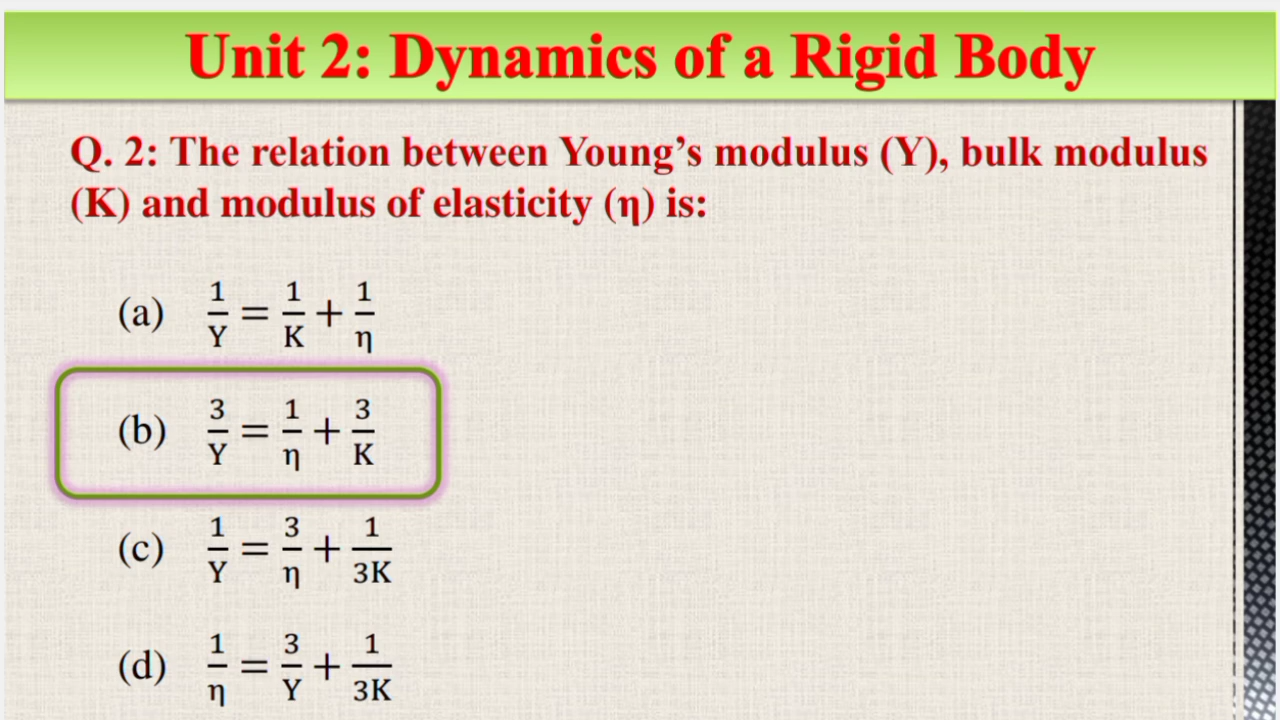 Unit 2: Dynamics of a Rigid Body
Q. 2: The relation between Young’s modulus (Y), bulk modulus
(K) and modulus of elasticity (η) is:
(a) 1/Y = 1/K + 1/η
(b) 3/Y = 1/η + 3/K
(c) 1/Y = 3/η + 1/3K
(d) 1/η = 3/Y + 1/3K